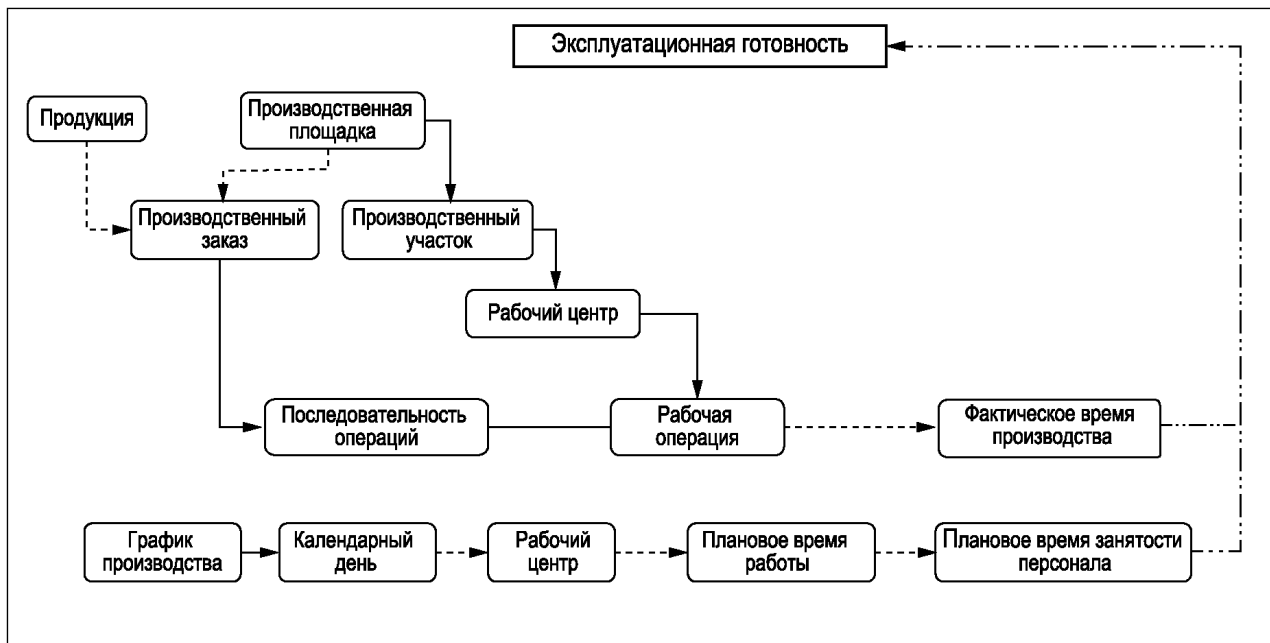 Эксплуатационная готовность
Продукция
Производственная
площадка
Производственный
заказ
Производственный
участок
Рабочий центр
Последовательность
операций
Рабочая
операция
Фактическое время
производства
График
производства
Календарный
день
Рабочий
центр
Плановое время
работы
Плановое время занятости
персонала